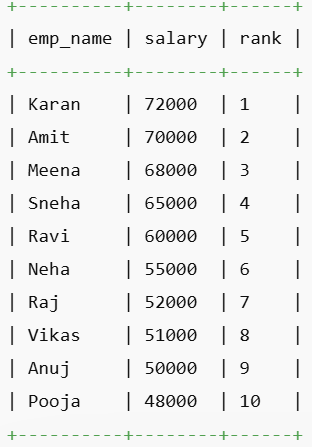 +----------+--------+------+
| emp_name | salary | rank |
+----------+--------+------+
| Karan    | 72000  | 1    |
| Amit     | 70000  | 2    |
| Meena    | 68000  | 3    |
| Sneha    | 65000  | 4    |
| Ravi     | 60000  | 5    |
| Neha     | 55000  | 6    |
| Raj      | 52000  | 7    |
| Vikas    | 51000  | 8    |
| Anuj     | 50000  | 9    |
| Pooja    | 48000  | 10   |
+----------+--------+------+